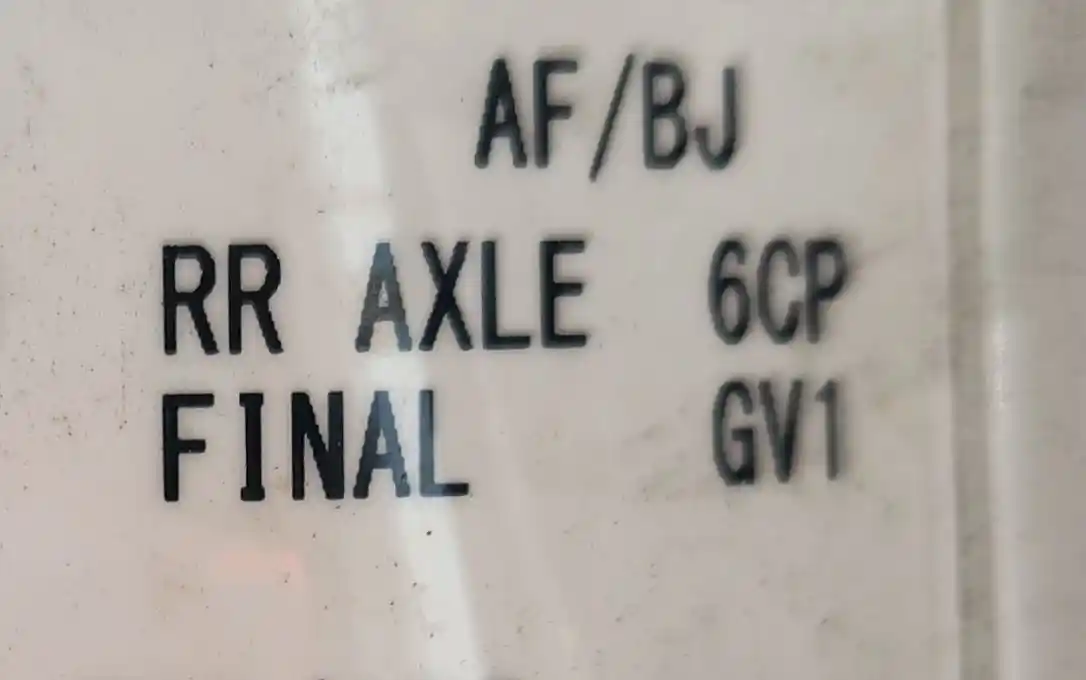 AF/BJ
RR AXLE 6CP
FINAL GV1